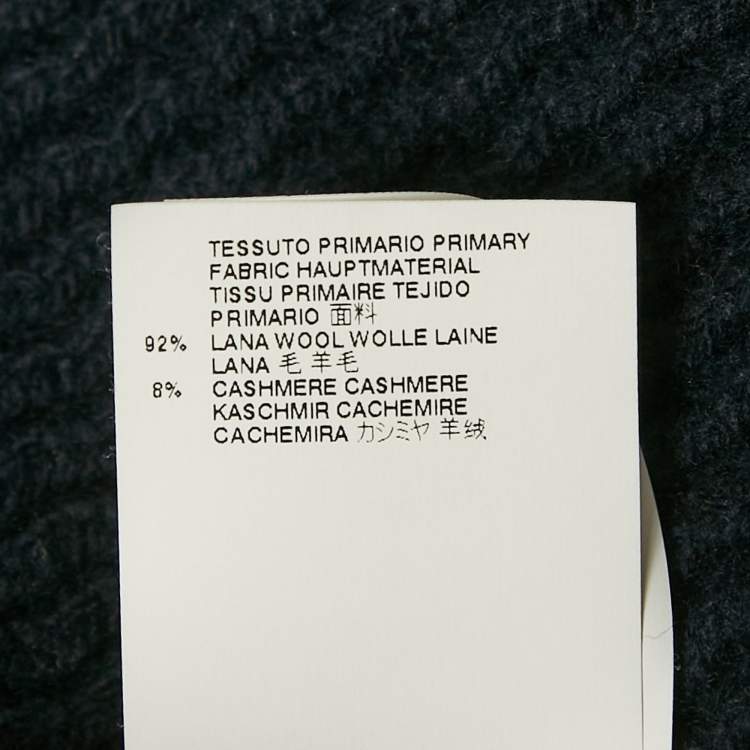 TESSUTO PRIMARIO PRIMARY
FABRIC HAUPTMATERIAL
TISSU PRIMAIRE TEJIDO
PRIMARIO 面料
92% LANA WOOL WOLLE LAINE
LANA 毛 羊毛
8% CASHMERE CASHMERE
KASCHMIR CACHEMIRE
CACHEMIRA カシミヤ 羊绒